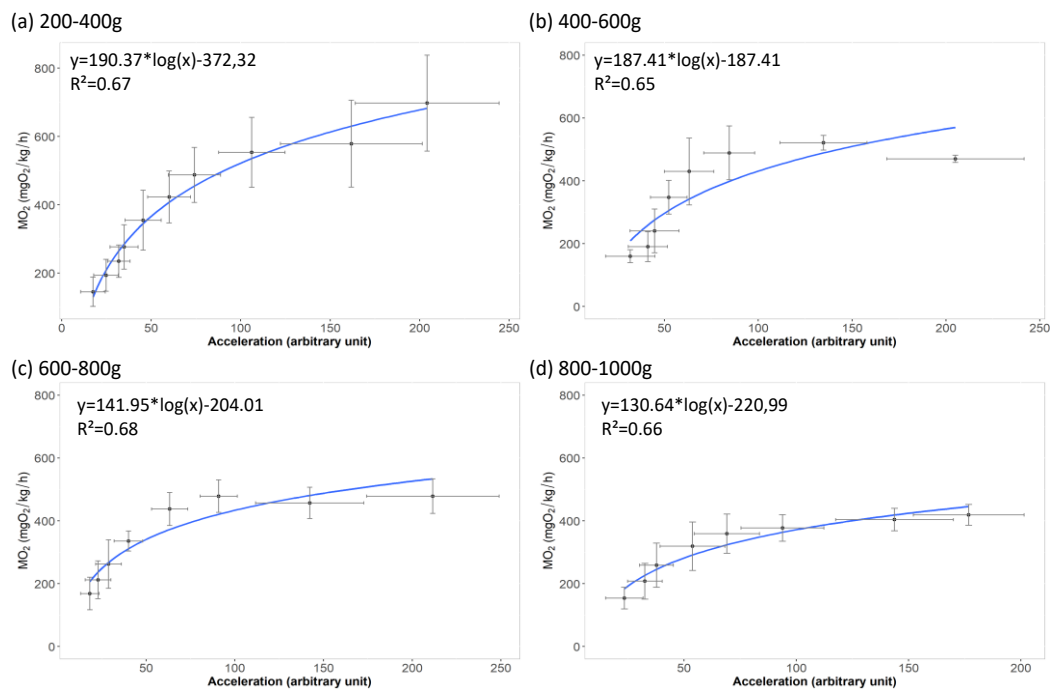 (a) 200-400g
y=190.37*log(x)-372,32
R²=0.67
800
600
400
200
MO₂ (mgO₂/kg/h)
0 50 100 150 200 250
Acceleration (arbitrary unit)
(b) 400-600g
y=187.41*log(x)-187.41
R²=0.65
800
600
400
200
0
MO₂ (mgO₂/kg/h)
50 100 150 200 250
Acceleration (arbitrary unit)
(c) 600-800g
y=141.95*log(x)-204.01
R²=0.68
800
600
400
200
0
MO₂ (mgO₂/kg/h)
50 100 150 200 250
Acceleration (arbitrary unit)
(d) 800-1000g
y=130.64*log(x)-220,99
R²=0.66
800
600
400
200
0
MO₂ (mgO₂/kg/h)
50 100 150 200
Acceleration (arbitrary unit)